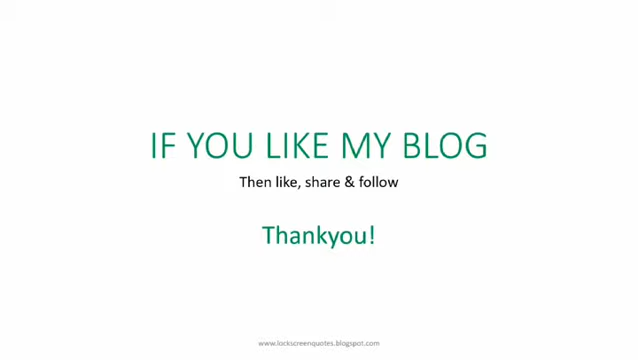 IF YOU LIKE MY BLOG
Then like, share & follow
Thankyou!
www.lockscreenquotes.blogspot.com